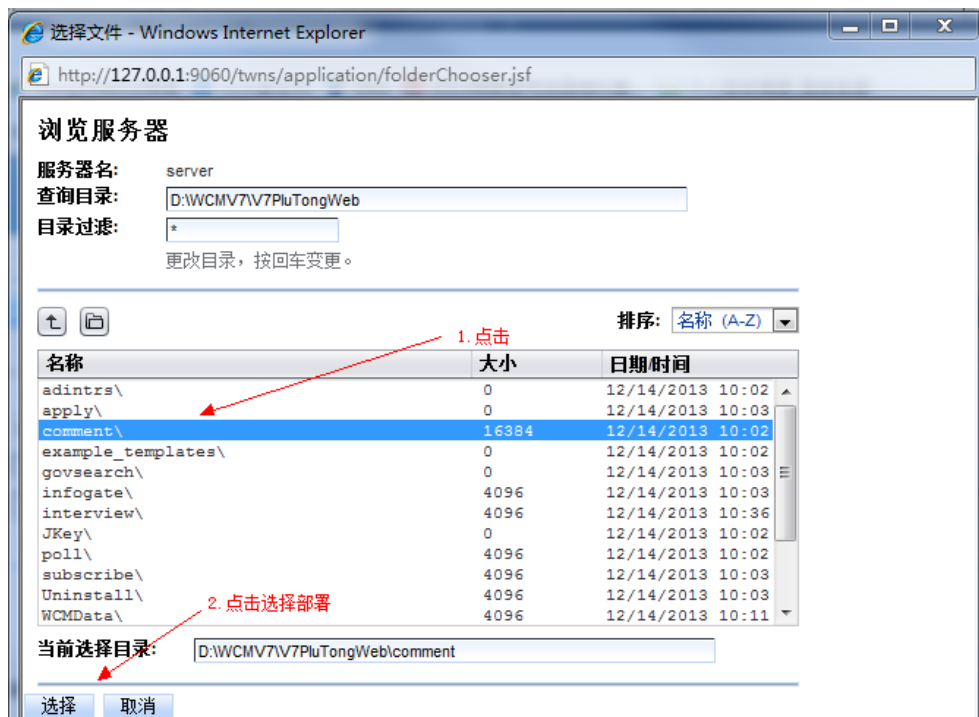 选择文件 - Windows Internet Explorer
http://127.0.0.1:9060/twns/application/folderChooser.jsf
浏览服务器
服务器名: server
查询目录: D:\WCMV7\V7PluTongWeb
目录过滤: *
更改目录，按回车变更。
排序: 名称 (A-Z)
1.点击
名称 大小 日期/时间
adintrs\ 0 12/14/2013 10:02
apply\ 0 12/14/2013 10:03
comment\ 16384 12/14/2013 10:02
example_templates\ 0 12/14/2013 10:02
govsearch\ 0 12/14/2013 10:03
infogate\ 4096 12/14/2013 10:03
interview\ 4096 12/14/2013 10:36
JKey\ 0 12/14/2013 10:02
poll\ 4096 12/14/2013 10:02
subscribe\ 4096 12/14/2013 10:03
Uninstall\ 4096 12/14/2013 10:03
WCMData\ 4096 12/14/2013 10:11
2.点击选择部署
当前选择目录: D:\WCMV7\V7PluTongWeb\comment
选择 取消